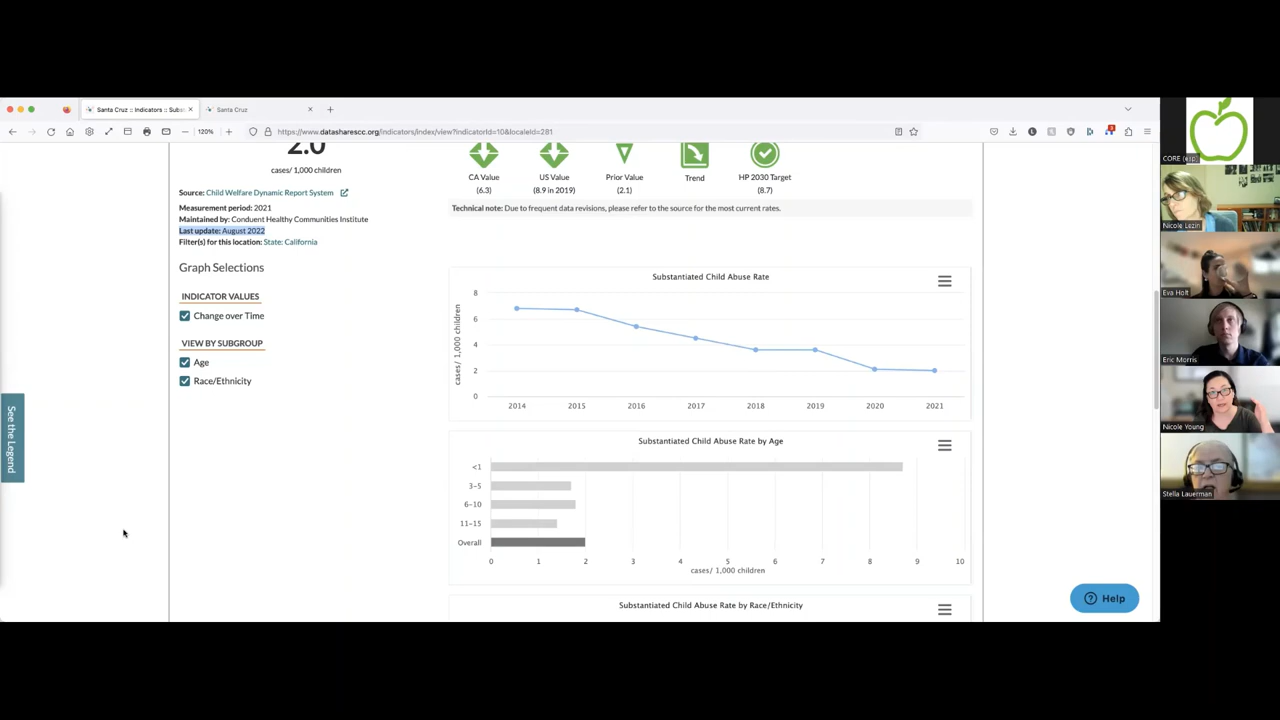 Santa Cruz :: Indicators :: Subs
Santa Cruz
120%
https://www.datasharescc.org/indicators/index/view?indicatorId=10&localeId=281
2.0
cases/ 1,000 children
CA Value
(6.3)
US Value
(8.9 in 2019)
Prior Value
(2.1)
Trend
HP 2030 Target
(8.7)
Source: Child Welfare Dynamic Report System
Measurement period: 2021
Maintained by: Conduent Healthy Communities Institute
Last update: August 2022
Filter(s) for this location: State: California
Technical note: Due to frequent data revisions, please refer to the source for the most current rates.
Graph Selections
INDICATOR VALUES
Change over Time
VIEW BY SUBGROUP
Age
Race/Ethnicity
See the Legend
Substantiated Child Abuse Rate
cases/ 1,000 children
8
6
4
2
0
2014 2015 2016 2017 2018 2019 2020 2021
Substantiated Child Abuse Rate by Age
<1
3-5
6-10
11-15
Overall
0 1 2 3 4 5 6 7 8 9 10
cases/ 1,000 children
Substantiated Child Abuse Rate by Race/Ethnicity
Help
Nicole Lezin
Eva Holt
Eric Morris
Nicole Young
Stella Lauerman